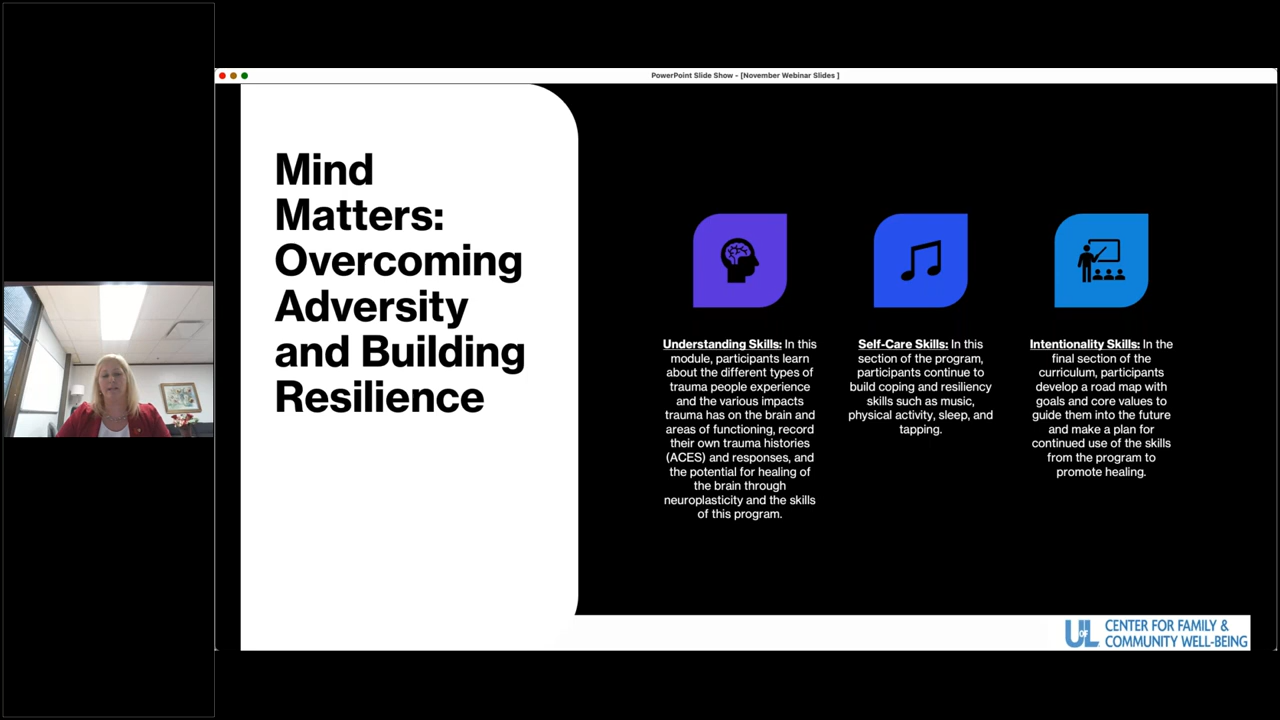 PowerPoint Slide Show - [November Webinar Slides ]
Mind
Matters:
Overcoming
Adversity
and Building
Resilience
Understanding Skills: In this
module, participants learn
about the different types of
trauma people experience
and the various impacts
trauma has on the brain and
areas of functioning, record
their own trauma histories
(ACES) and responses, and
the potential for healing of
the brain through
neuroplasticity and the skills
of this program.
Self-Care Skills: In this
section of the program,
participants continue to
build coping and resiliency
skills such as music,
physical activity, sleep, and
tapping.
Intentionality Skills: In the
final section of the
curriculum, participants
develop a road map with
goals and core values to
guide them into the future
and make a plan for
continued use of the skills
from the program to
promote healing.
U OF L
CENTER FOR FAMILY &
COMMUNITY WELL-BEING